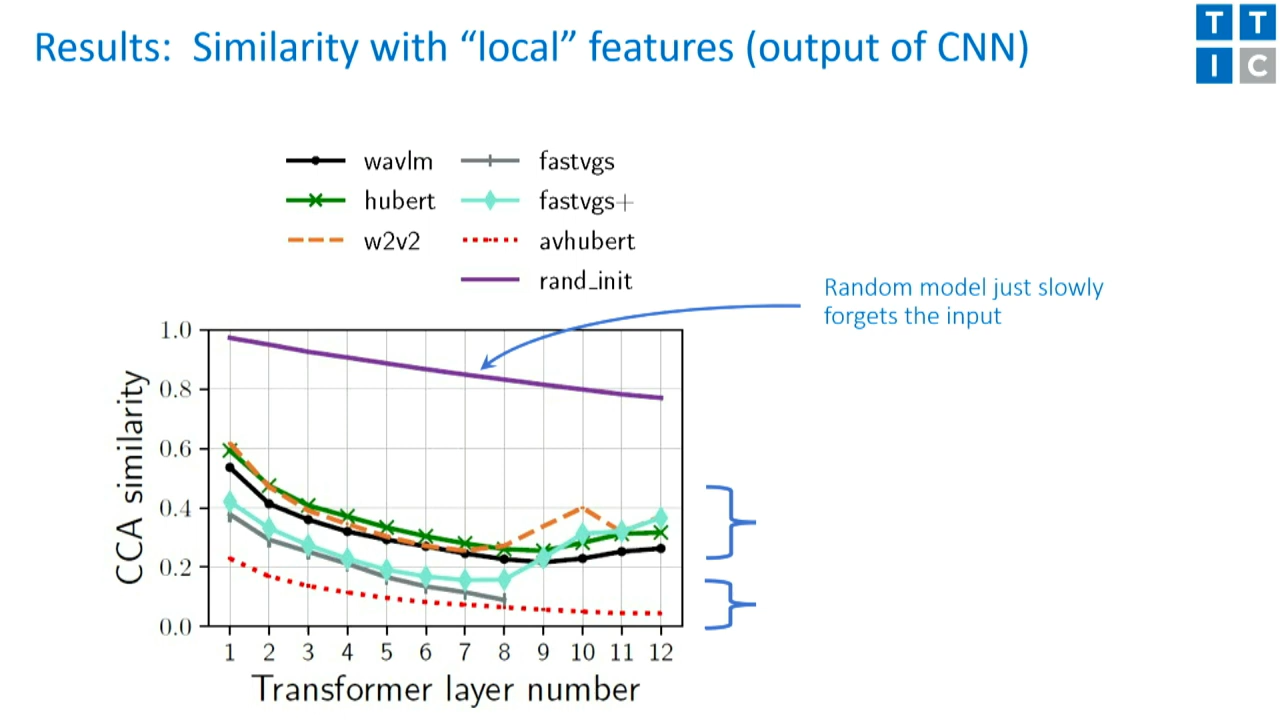 Results: Similarity with “local” features (output of CNN)
T T
I C
wavlm
hubert
w2v2
fastvgs
fastvgs+
avhubert
rand_init
Random model just slowly
forgets the input
1.0
0.8
0.6
0.4
0.2
0.0
CCA similarity
1 2 3 4 5 6 7 8 9 10 11 12
Transformer layer number